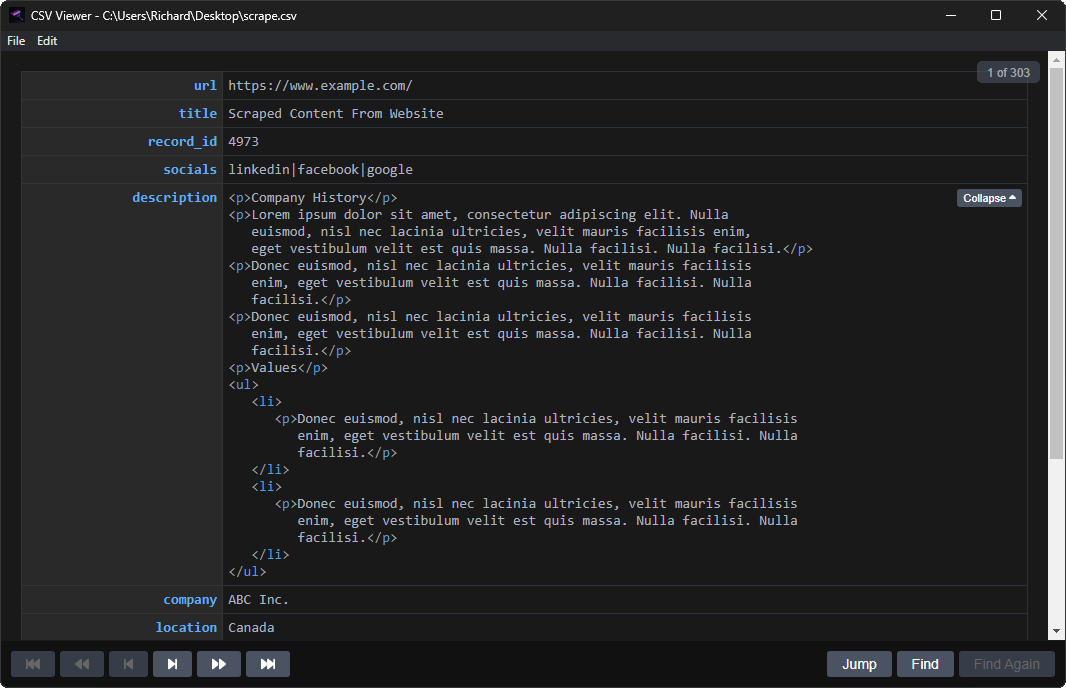 CSV Viewer - C:\Users\Richard\Desktop\scrape.csv
File Edit
1 of 303
url https://www.example.com/
title Scraped Content From Website
record_id 4973
socials linkedin|facebook|google
description <p>Company History</p>
Collapse
<p>Lorem ipsum dolor sit amet, consectetur adipiscing elit. Nulla
euismod, nisl nec lacinia ultricies, velit mauris facilisis enim,
eget vestibulum velit est quis massa. Nulla facilisi. Nulla facilisi.</p>
<p>Donec euismod, nisl nec lacinia ultricies, velit mauris facilisis
enim, eget vestibulum velit est quis massa. Nulla facilisi. Nulla
facilisi.</p>
<p>Donec euismod, nisl nec lacinia ultricies, velit mauris facilisis
enim, eget vestibulum velit est quis massa. Nulla facilisi. Nulla
facilisi.</p>
<p>Values</p>
<ul>
<li>
<p>Donec euismod, nisl nec lacinia ultricies, velit mauris facilisis
enim, eget vestibulum velit est quis massa. Nulla facilisi. Nulla
facilisi.</p>
</li>
<li>
<p>Donec euismod, nisl nec lacinia ultricies, velit mauris facilisis
enim, eget vestibulum velit est quis massa. Nulla facilisi. Nulla
facilisi.</p>
</li>
</ul>
company ABC Inc.
location Canada
Jump Find Find Again